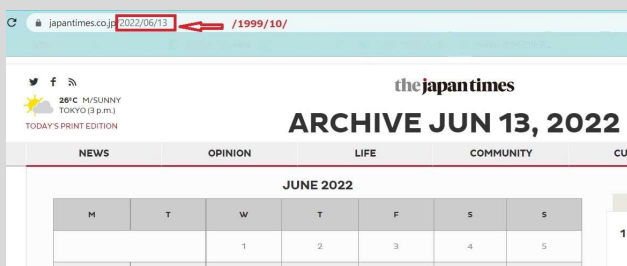 japantimes.co.jp/2022/06/13 /1999/10/
the japan times
26°C M/SUNNY
TOKYO (3 p.m.)
TODAY'S PRINT EDITION
ARCHIVE JUN 13, 2022
NEWS OPINION LIFE COMMUNITY CU
JUNE 2022
M T W T F S S
1 2 3 4 5
1